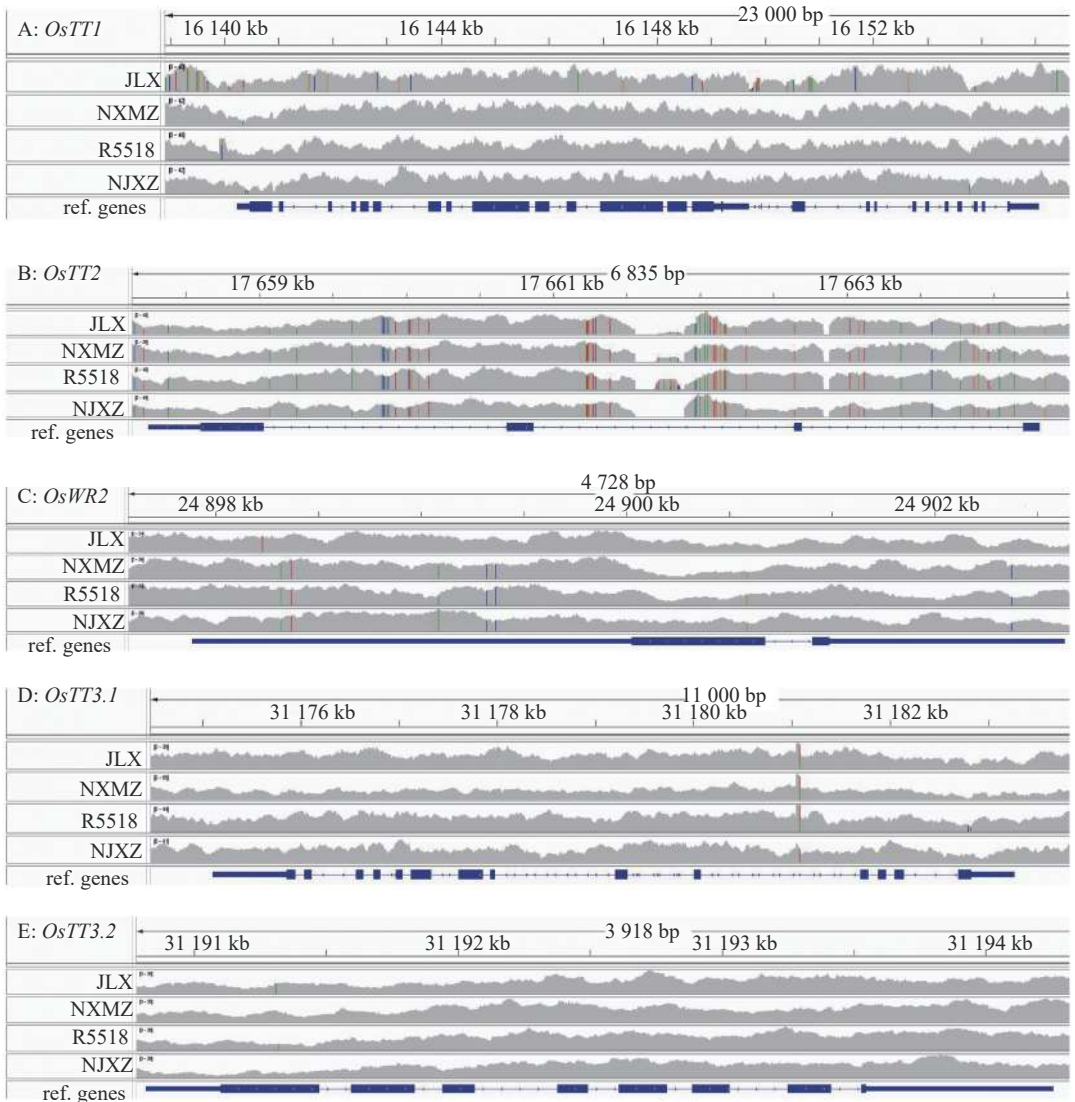 A: OsTT1
23 000 bp
16 140 kb 16 144 kb 16 148 kb 16 152 kb
JLX
NXMZ
R5518
NJXZ
ref. genes
B: OsTT2
6 835 bp
17 659 kb 17 661 kb 17 663 kb
JLX
NXMZ
R5518
NJXZ
ref. genes
C: OsWR2
4 728 bp
24 898 kb 24 900 kb 24 902 kb
JLX
NXMZ
R5518
NJXZ
ref. genes
D: OsTT3.1
11 000 bp
31 176 kb 31 178 kb 31 180 kb 31 182 kb
JLX
NXMZ
R5518
NJXZ
ref. genes
E: OsTT3.2
3 918 bp
31 191 kb 31 192 kb 31 193 kb 31 194 kb
JLX
NXMZ
R5518
NJXZ
ref. genes